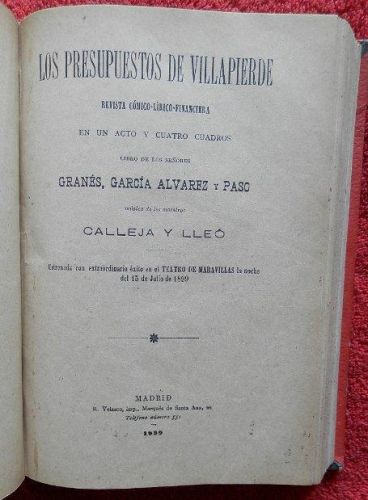 LOS PRESUPUESTOS DE VILLAPIERDE
REVISTA CÓMICO-LÍRICO-FINANCIERA
EN UN ACTO Y CUATRO CUADROS
LIBRO DE LOS SEÑORES
GRANÉS, GARCÍA ALVAREZ Y PASO
música de los maestros
CALLEJA Y LLEÓ
Estrenada con extraordinario éxito en el TEATRO DE MARAVILLAS la noche
del 15 de Julio de 1899
MADRID
R. Velasco, imp., Marqués de Santa Ana,
Teléfono número 551
1899